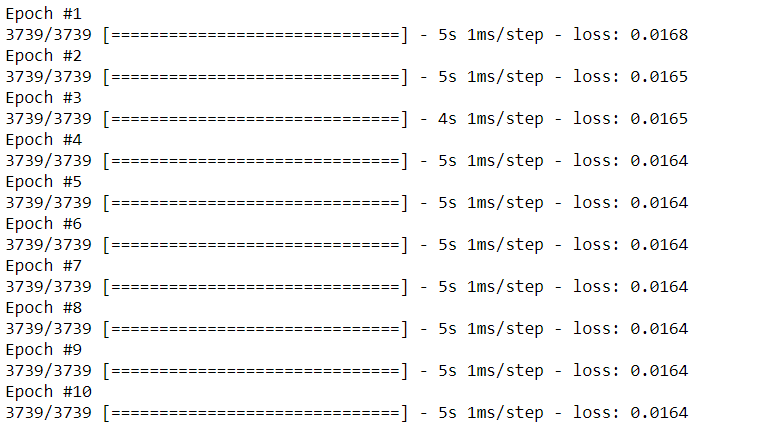 Epoch #1
3739/3739 [==============================] - 5s 1ms/step - loss: 0.0168
Epoch #2
3739/3739 [==============================] - 5s 1ms/step - loss: 0.0165
Epoch #3
3739/3739 [==============================] - 4s 1ms/step - loss: 0.0165
Epoch #4
3739/3739 [==============================] - 5s 1ms/step - loss: 0.0164
Epoch #5
3739/3739 [==============================] - 5s 1ms/step - loss: 0.0164
Epoch #6
3739/3739 [==============================] - 5s 1ms/step - loss: 0.0164
Epoch #7
3739/3739 [==============================] - 5s 1ms/step - loss: 0.0164
Epoch #8
3739/3739 [==============================] - 5s 1ms/step - loss: 0.0164
Epoch #9
3739/3739 [==============================] - 5s 1ms/step - loss: 0.0164
Epoch #10
3739/3739 [==============================] - 5s 1ms/step - loss: 0.0164